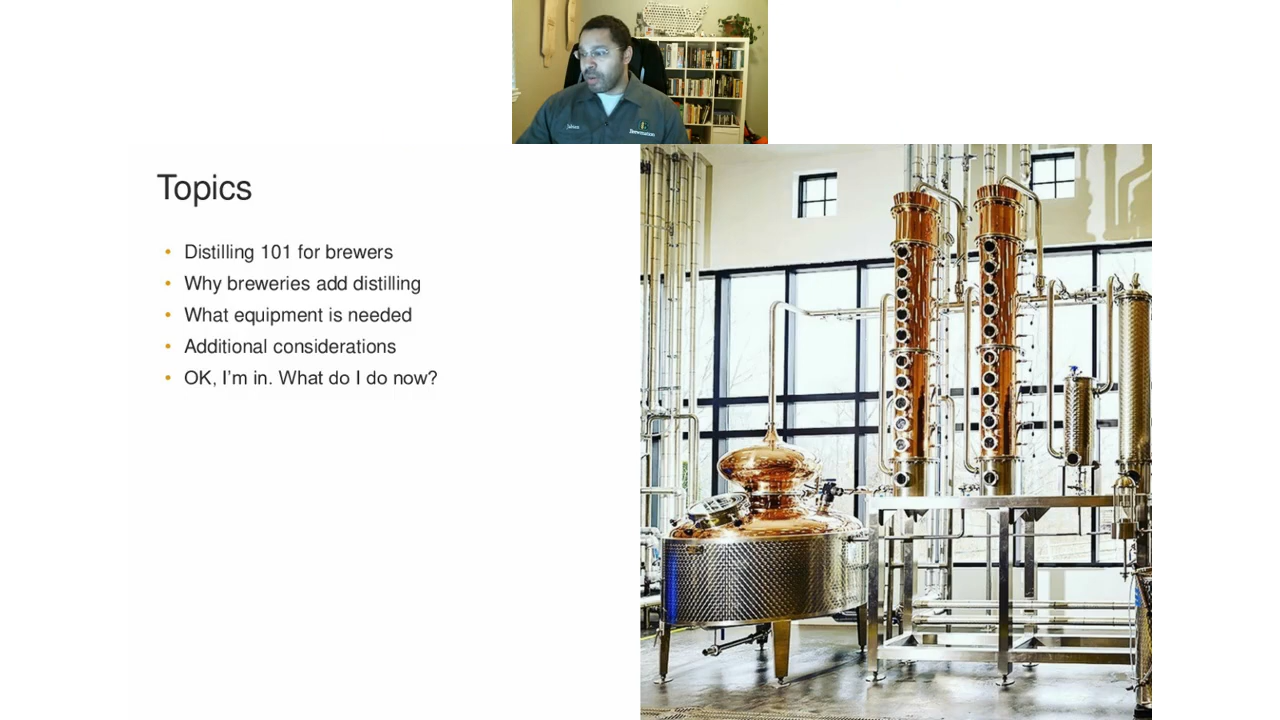 Brewmation
Topics
• Distilling 101 for brewers
• Why breweries add distilling
• What equipment is needed
• Additional considerations
• OK, I'm in. What do I do now?